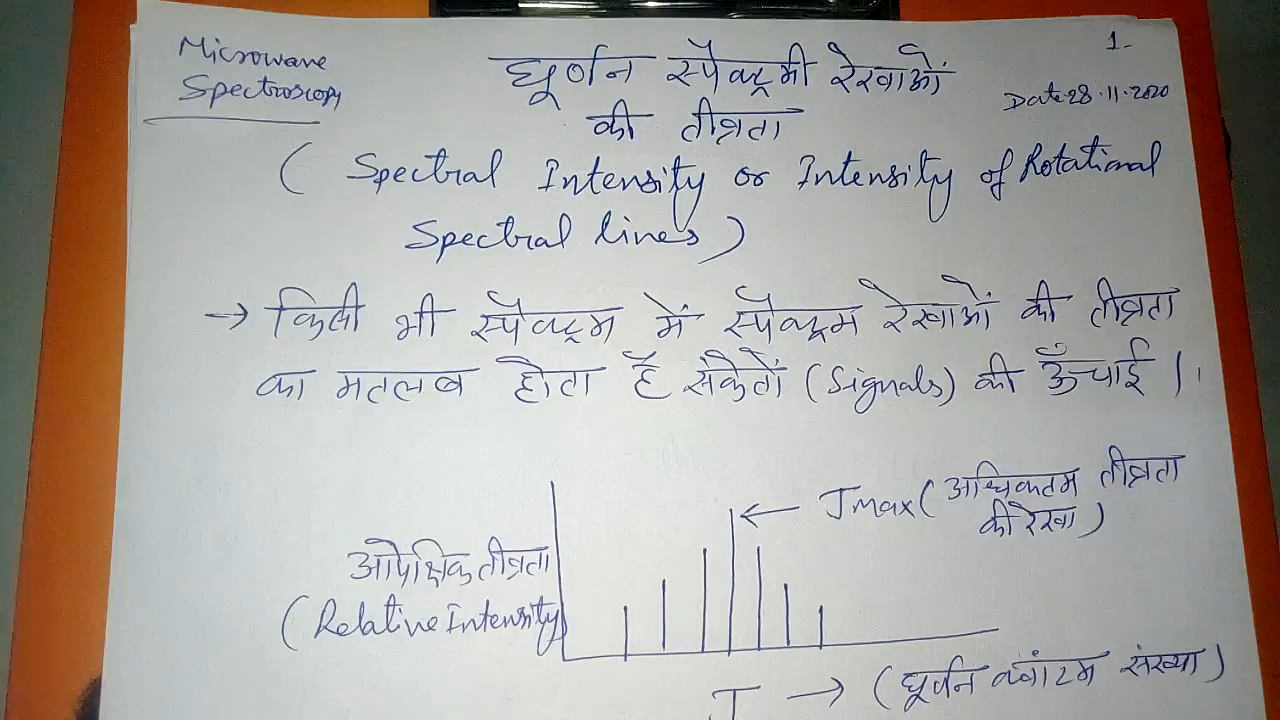 Microwave
Spectroscopy
1-
Date 28.11.2020
घूर्णन स्पैक्ट्रमी रेखाओं
की तीव्रता
( Spectral Intensity or Intensity of Rotational
Spectral lines )
→ किसी भी स्पैक्ट्रम में स्पैक्ट्रम रेखाओं की तीव्रता
का मतलब होता है संकेतों (Signals) की ऊँचाई ।
← Jmax (अधिकतम तीव्रता
की रेखा )
आपेक्षिक तीव्रता
(Relative Intensity)
J → (घूर्णन क्वांटम संख्या)